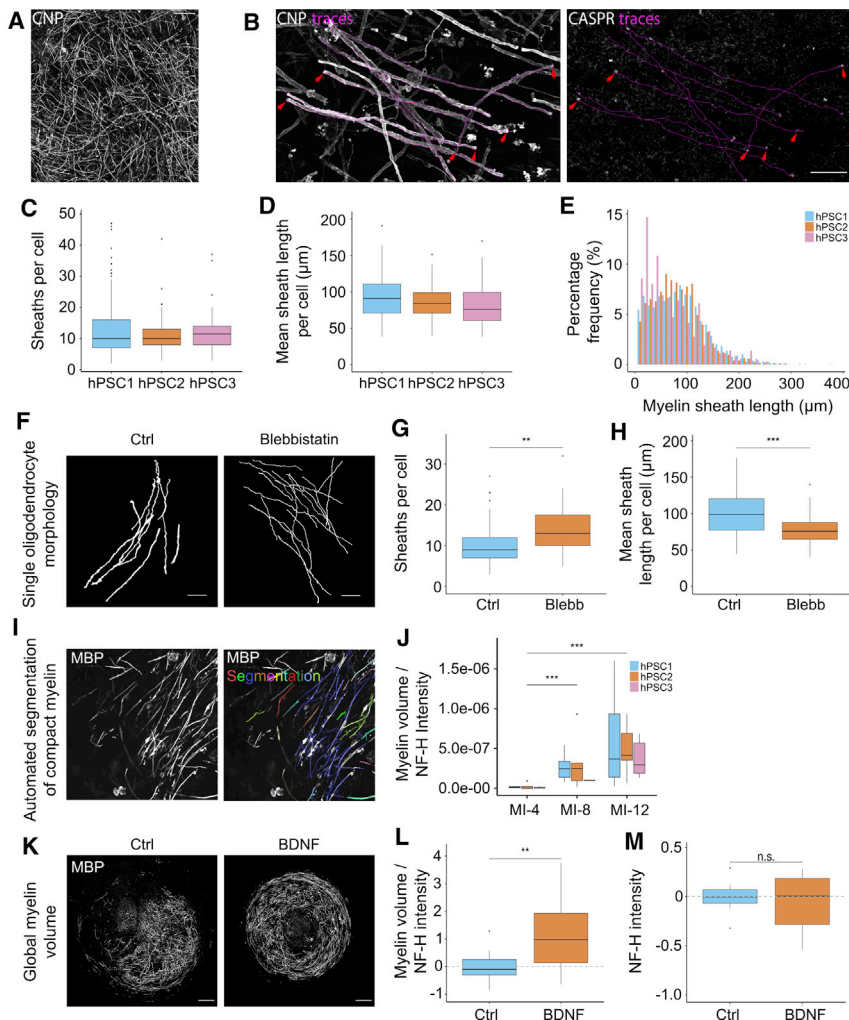 A
CNP
B
CNP traces
CASPR traces
C
Sheaths per cell
50
40
30
20
10
0
hPSC1 hPSC2 hPSC3
D
Mean sheath length
per cell (µm)
200
150
100
50
0
hPSC1 hPSC2 hPSC3
E
Percentage
frequency (%)
15
10
5
0
0 100 200 300 400
Myelin sheath length (µm)
hPSC1
hPSC2
hPSC3
F
Single oligodendrocyte
morphology
Ctrl
Blebbistatin
G
Sheaths per cell
**
30
20
10
0
Ctrl Blebb
H
Mean sheath
length per cell (µm)
***
200
150
100
50
0
Ctrl Blebb
I
Automated segmentation
of compact myelin
MBP
MBP
Segmentation
J
Myelin volume /
NF-H Intensity
***
***
1.5e-06
1.0e-06
5.0e-07
0.0e-00
MI-4 MI-8 MI-12
hPSC1
hPSC2
hPSC3
K
Global myelin
volume
Ctrl
BDNF
MBP
L
Myelin volume /
NF-H intensity
**
4
3
2
1
0
-1
Ctrl BDNF
M
NF-H intensity
n.s.
0.5
0
-0.5
-1.0
Ctrl BDNF